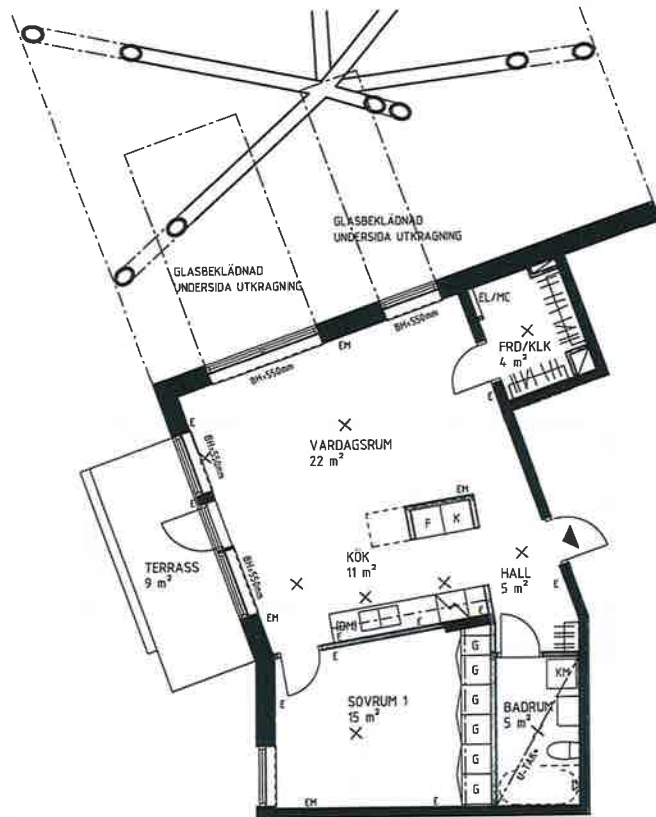 GLASBEKLÄDNAD
UNDERSIDA UTKRAGNING
GLASBEKLÄDNAD
UNDERSIDA UTKRAGNING
EL/MC
BH=550mm
EM
FRD/KLK
4 m²
BH=550mm
E
E
VARDAGSRUM
22 m²
BH=550mm
E
EM
F
K
TERRASS
9 m²
KÖK
11 m²
HALL
5 m²
BH=550mm
E
EM
(DM)
E
E
E
E
G
G
G
G
G
G
KM
SOVRUM 1
15 m²
BADRUM
5 m²
U-TAK
E
EM
E